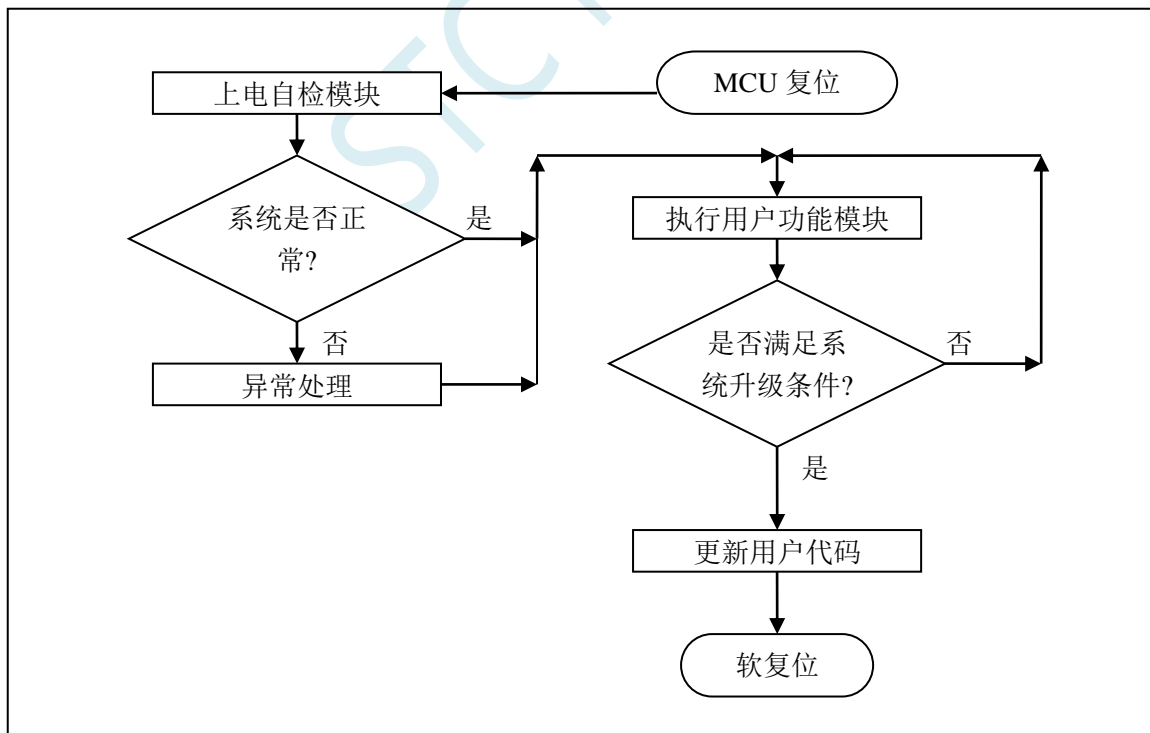 MCU 复位
上电自检模块
系统是否正
常?
是
否
异常处理
执行用户功能模块
是否满足系
统升级条件?
否
是
更新用户代码
软复位
STC